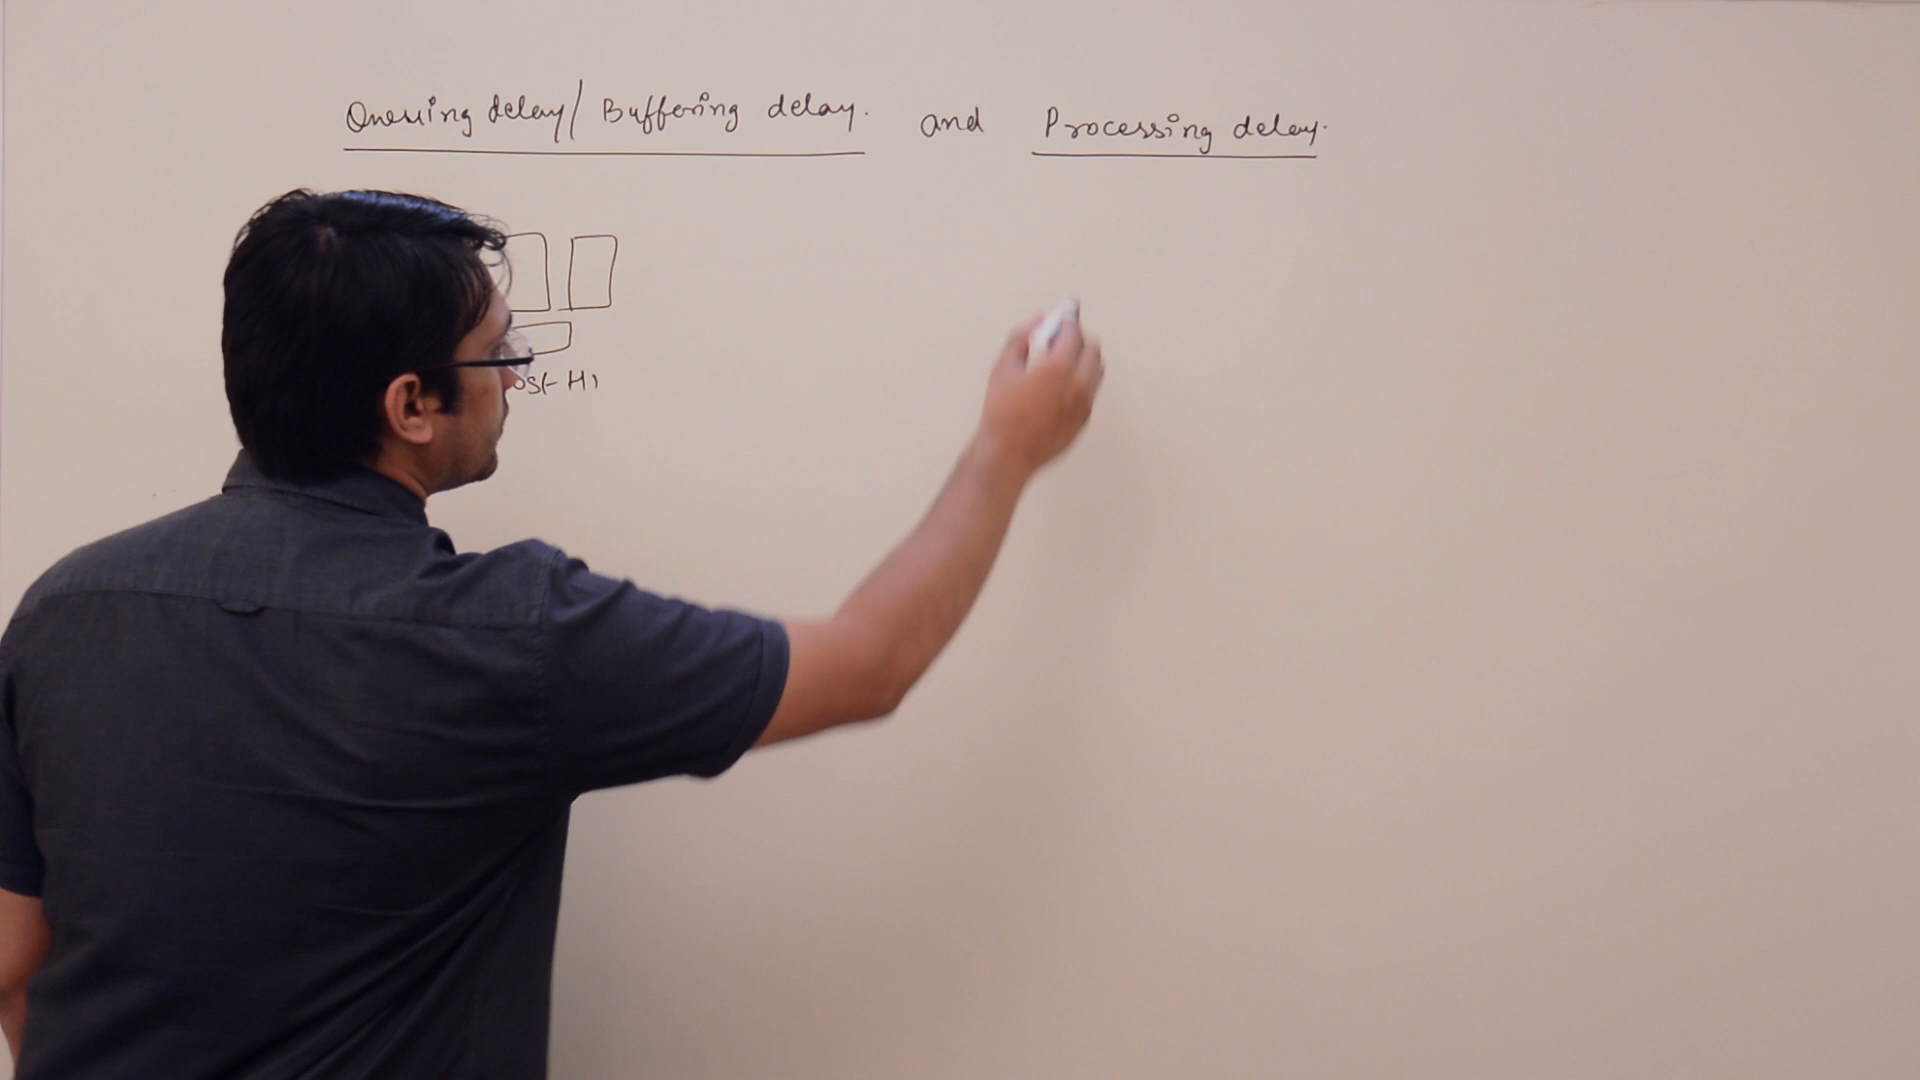 Queuing delay/ Buffering delay. and Processing delay.
ost- H1